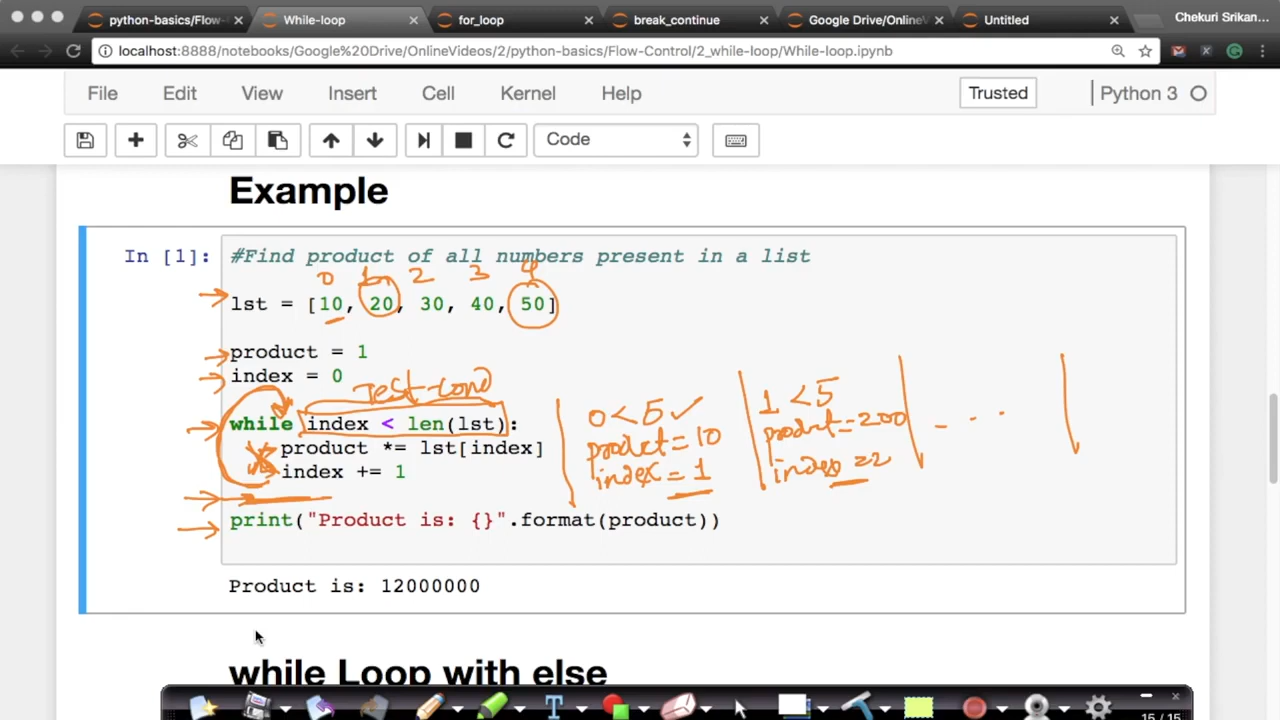 python-basics/Flow-
While-loop
for_loop
break_continue
Google Drive/OnlineV
Untitled
Chekuri Srikan...
localhost:8888/notebooks/Google%20Drive/OnlineVideos/2/python-basics/Flow-Control/2_while-loop/While-loop.ipynb
File Edit View Insert Cell Kernel Help Trusted Python 3
Code
Example
In [1]: #Find product of all numbers present in a list
0 2 3 4
lst = [10, 20, 30, 40, 50]
product = 1
index = 0
Test-cond
while index < len(lst):
product *= lst[index]
index += 1
0 < 5 ✓
product = 10
index = 1
1 < 5
product = 200
index = 2
print("Product is: {}".format(product))
Product is: 12000000
while Loop with else
15/15